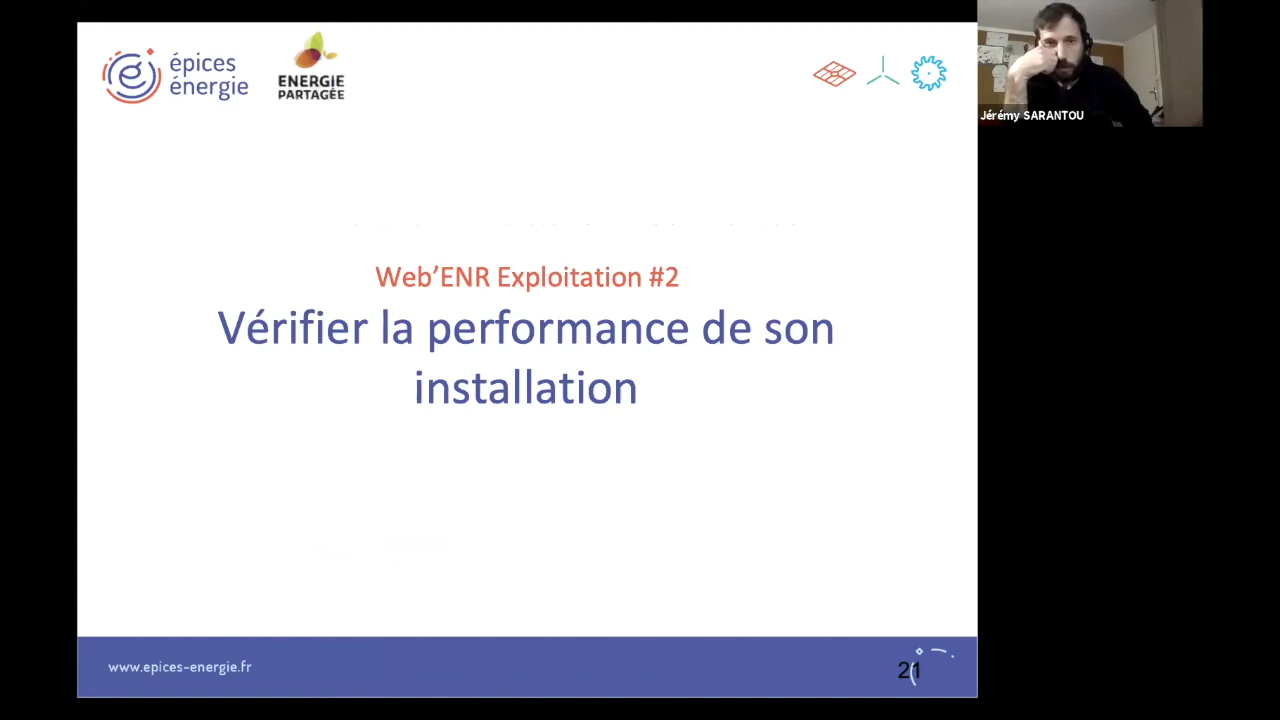 épices
énergie
ENERGIE
PARTAGÉE
Jérémy SARANTOU
Web’ENR Exploitation #2
Vérifier la performance de son
installation
www.epices-energie.fr
21